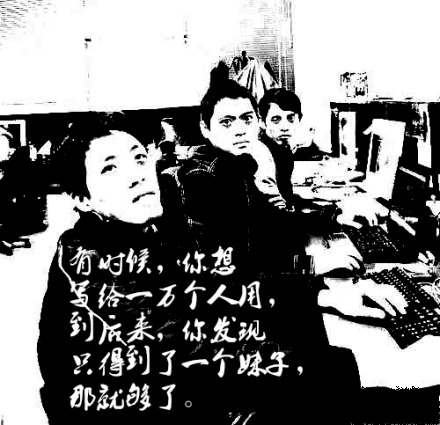 有时候，你想
写给一万个人用，
到后来，你发现
只得到了一个妹子，
那就够了。